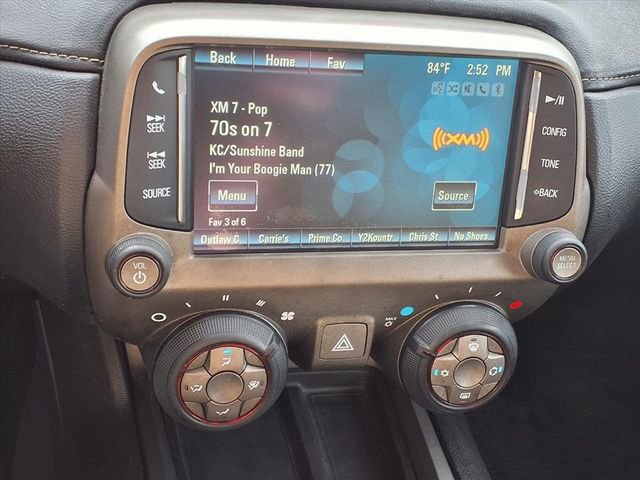 Back Home Fav
84°F 2:52 PM
XM 7 - Pop
70s on 7
KC/Sunshine Band
I'm Your Boogie Man (77)
((XM))
Menu
Source
Fav 3 of 6
Outlaw C Carrie's Prime Co Y2Kountr Chris St No Shoes
SEEK
SEEK
SOURCE
VOL
CONFIG
TONE
BACK
MENU
SELECT
MAX